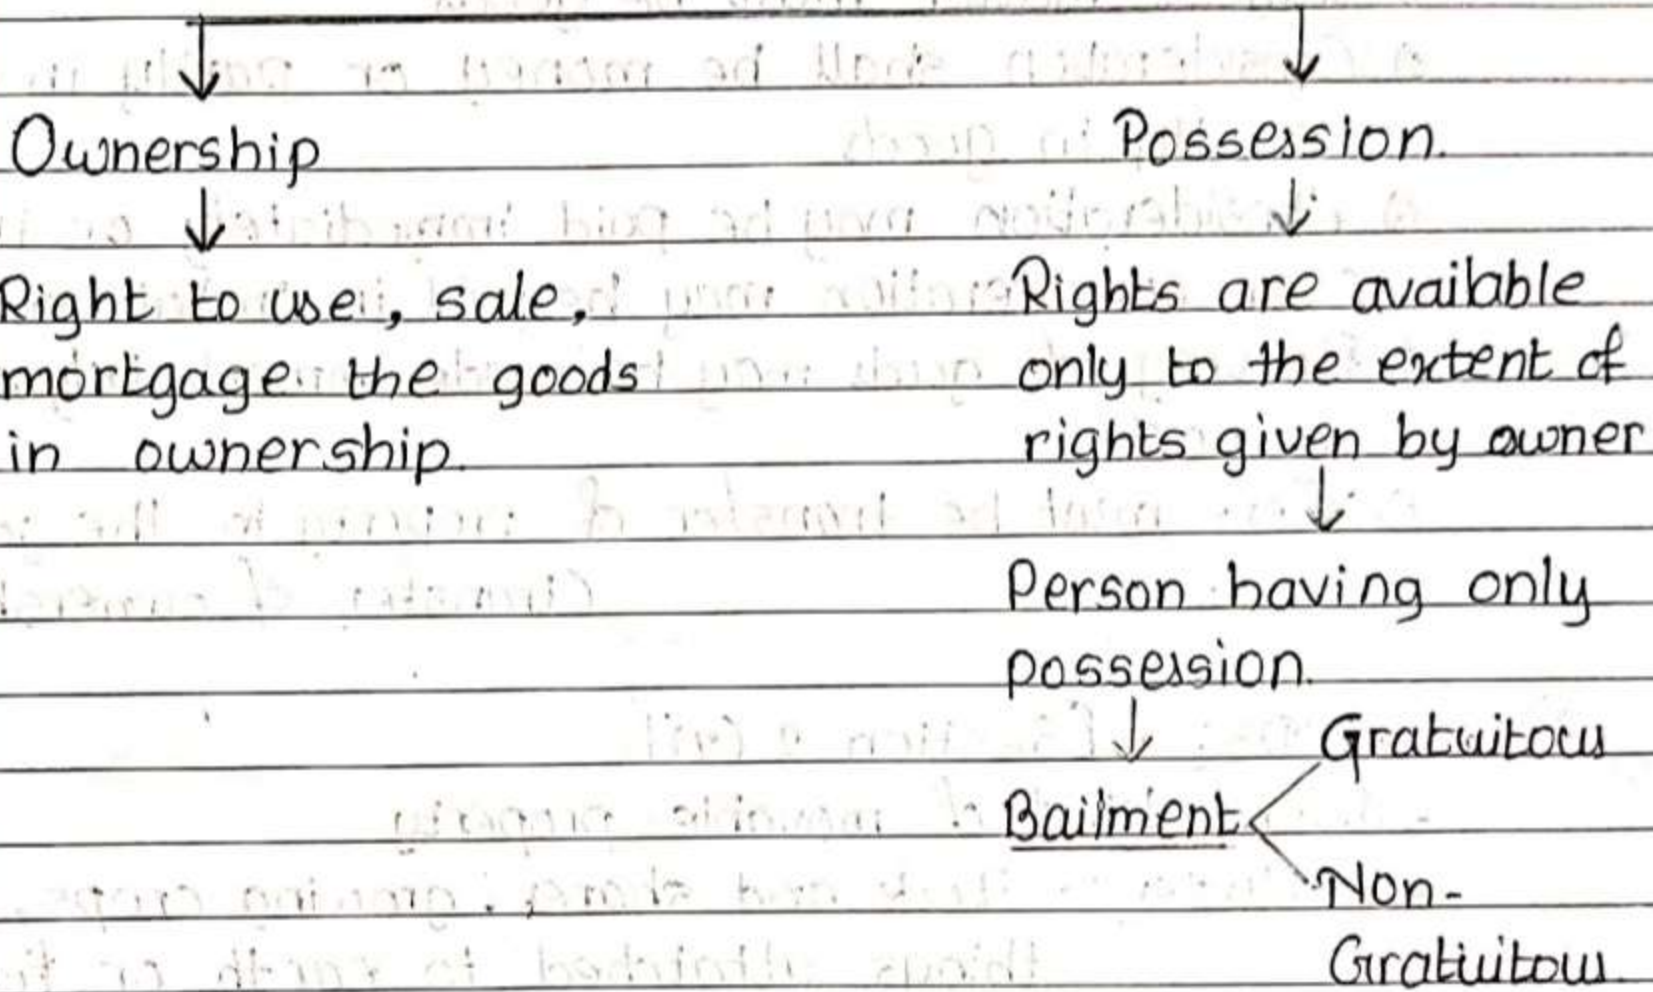 Ownership
Possession.
Right to use, sale,
mortgage the goods
in ownership.
Rights are available
only to the extent of
rights given by owner
Person having only
possession.
Bailment
Gratuitous
Non-
Gratuitous